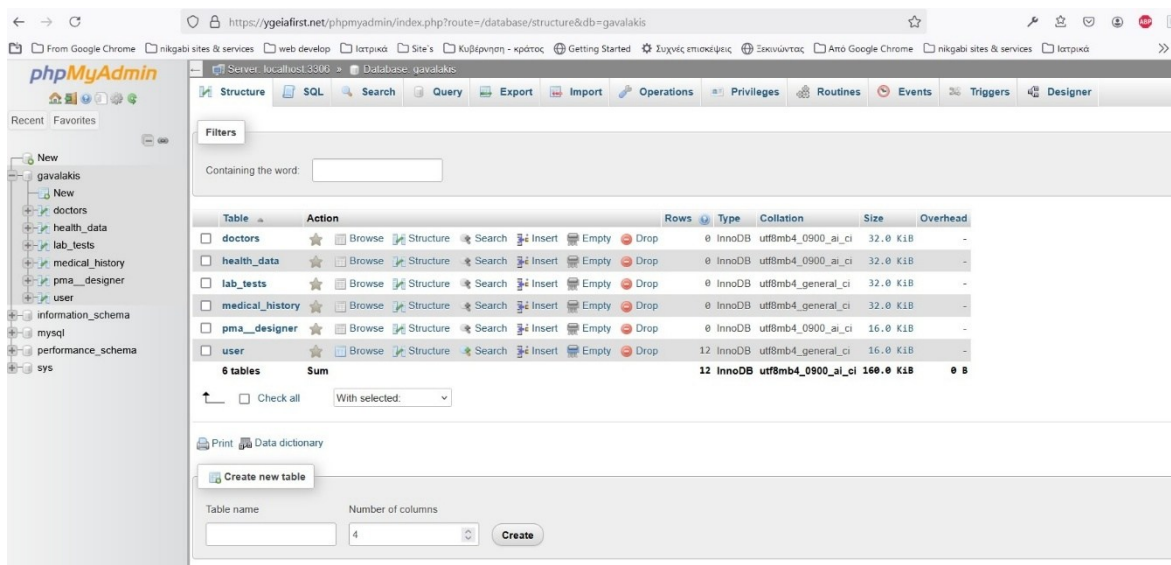 https://ygeiafirst.net/phpmyadmin/index.php?route=/database/structure&db=gavalakis
From Google Chrome nikgabi sites & services web develop Ιατρικά Site's Κυβέρνηση - κράτος Getting Started Συχνές επισκέψεις Ξεκινώντας Από Google Chrome nikgabi sites & services Ιατρικά
phpMyAdmin
Recent Favorites
New
gavalakis
New
doctors
health_data
lab_tests
medical_history
pma__designer
user
information_schema
mysql
performance_schema
sys
Server: localhost:3306 » Database: gavalakis
Structure SQL Search Query Export Import Operations Privileges Routines Events Triggers Designer
Filters
Containing the word:
Table Action Rows Type Collation Size Overhead
doctors Browse Structure Search Insert Empty Drop 0 InnoDB utf8mb4_0900_ai_ci 32.0 KiB -
health_data Browse Structure Search Insert Empty Drop 0 InnoDB utf8mb4_0900_ai_ci 32.0 KiB -
lab_tests Browse Structure Search Insert Empty Drop 0 InnoDB utf8mb4_general_ci 32.0 KiB -
medical_history Browse Structure Search Insert Empty Drop 0 InnoDB utf8mb4_general_ci 32.0 KiB -
pma__designer Browse Structure Search Insert Empty Drop 0 InnoDB utf8mb4_0900_ai_ci 16.0 KiB -
user Browse Structure Search Insert Empty Drop 12 InnoDB utf8mb4_general_ci 16.0 KiB -
6 tables Sum 12 InnoDB utf8mb4_0900_ai_ci 160.0 KiB 0 B
Check all With selected:
Print Data dictionary
Create new table
Table name Number of columns
4 Create